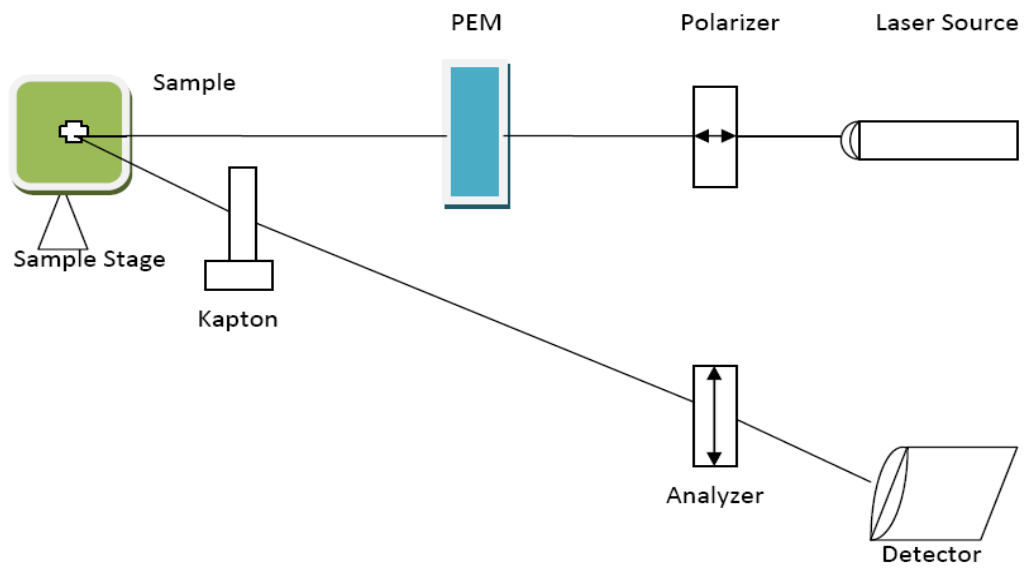 PEM
Polarizer
Laser Source
Sample
Sample Stage
Kapton
Analyzer
Detector